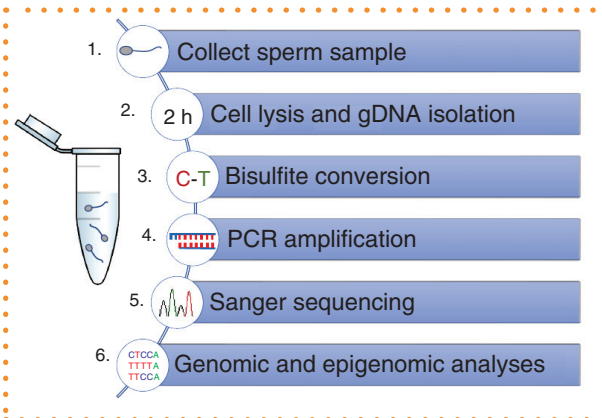 1. Collect sperm sample
2. 2 h Cell lysis and gDNA isolation
3. C-T Bisulfite conversion
4. PCR amplification
5. Sanger sequencing
6. CTCCA
TTTTA
TTCCA
Genomic and epigenomic analyses